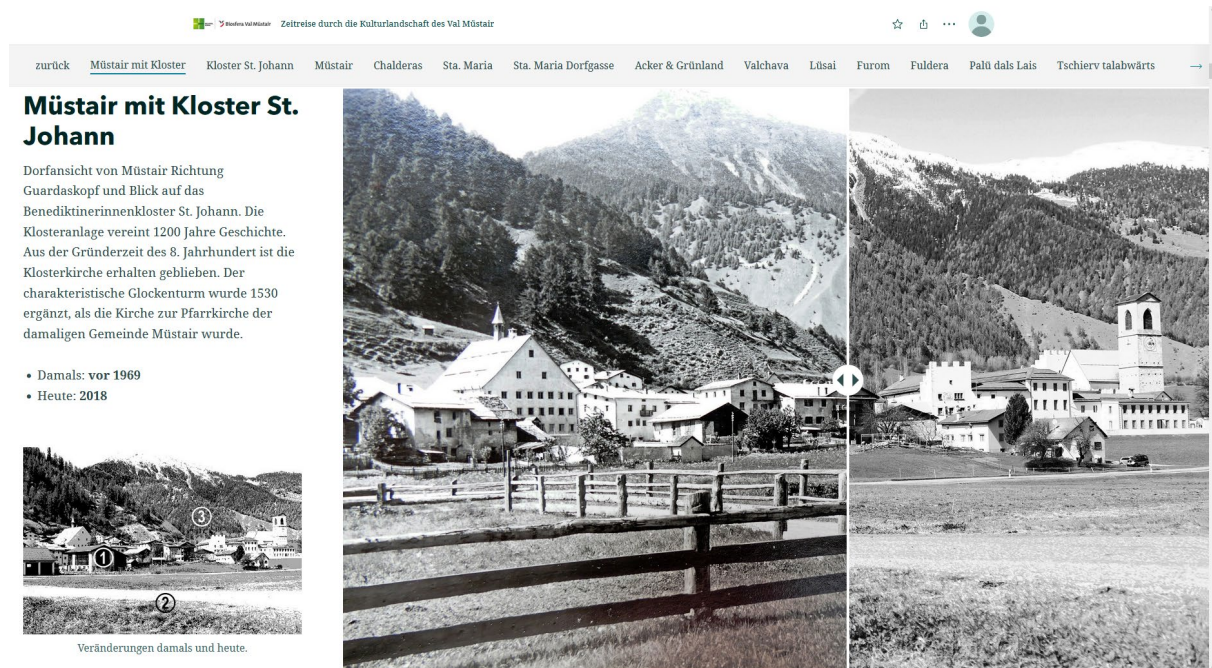 Biosfera Val Müstair
Zeitreise durch die Kulturlandschaft des Val Müstair
zurück
Müstair mit Kloster
Kloster St. Johann
Müstair
Chalderas
Sta. Maria
Sta. Maria Dorfgasse
Acker & Grünland
Valchava
Lüsai
Furom
Fuldera
Palü dals Lais
Tschierv talabwärts
Müstair mit Kloster St.
Johann
Dorfansicht von Müstair Richtung
Guardaskopf und Blick auf das
Benediktinerinnenkloster St. Johann. Die
Klosteranlage vereint 1200 Jahre Geschichte.
Aus der Gründerzeit des 8. Jahrhundert ist die
Klosterkirche erhalten geblieben. Der
charakteristische Glockenturm wurde 1530
ergänzt, als die Kirche zur Pfarrkirche der
damaligen Gemeinde Müstair wurde.
• Damals: vor 1969
• Heute: 2018
3
1
2
Veränderungen damals und heute.